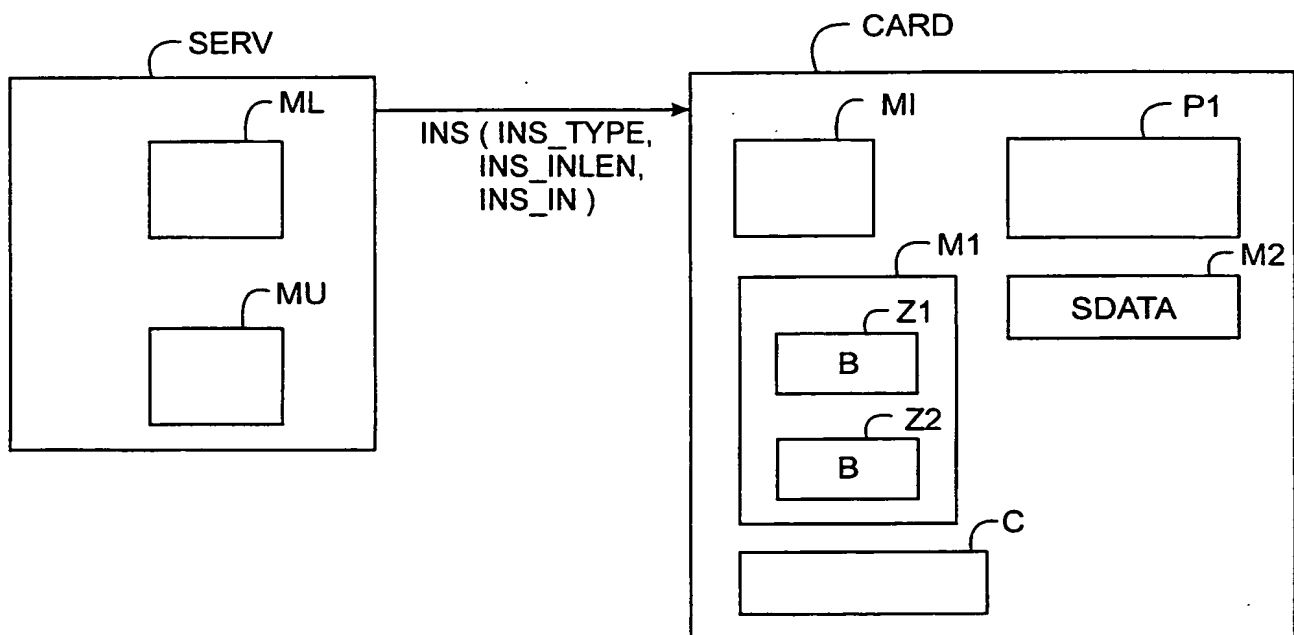 SERV
ML
MU
INS ( INS_TYPE,
INS_INLEN,
INS_IN )
CARD
MI
P1
M1
M2
SDATA
Z1
B
Z2
B
C